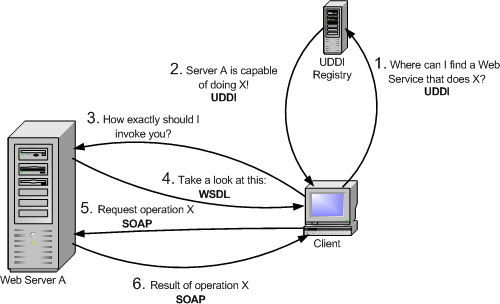 UDDI
Registry
1. Where can I find a Web
Service that does X?
UDDI
2. Server A is capable
of doing X!
UDDI
3. How exactly should I
invoke you?
4. Take a look at this:
WSDL
5. Request operation X
SOAP
Client
Web Server A
6. Result of operation X
SOAP